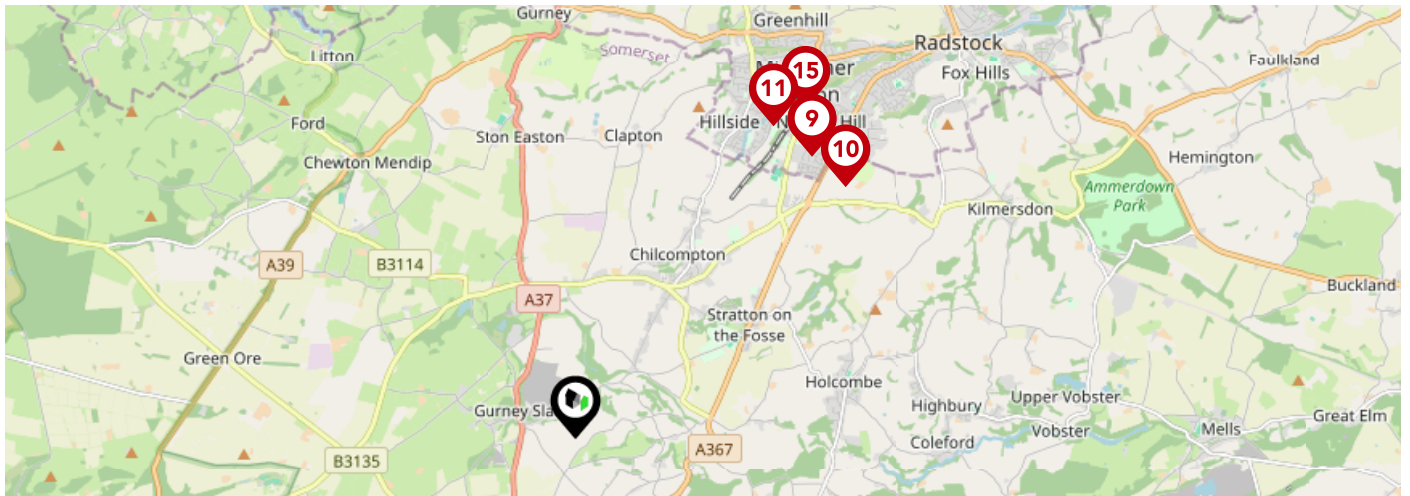 Gurney
Greenhill
Litton
Somerset
Radstock
Faulkland
Fox Hills
15
11
9
10
Ford
Hillside
Hill
Ston Easton
Clapton
Chewton Mendip
Hemington
Ammerdown
Park
Kilmersdon
Chilcompton
A39
B3114
A37
Buckland
Stratton on
the Fosse
Green Ore
Holcombe
Gurney
Highbury
Upper Vobster
Great Elm
Coleford
Vobster
Mells
B3135
A367